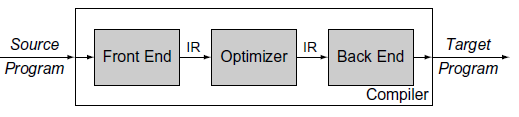 Source
Program
Front End
IR
Optimizer
IR
Back End
Compiler
Target
Program